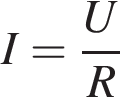 I = U/R